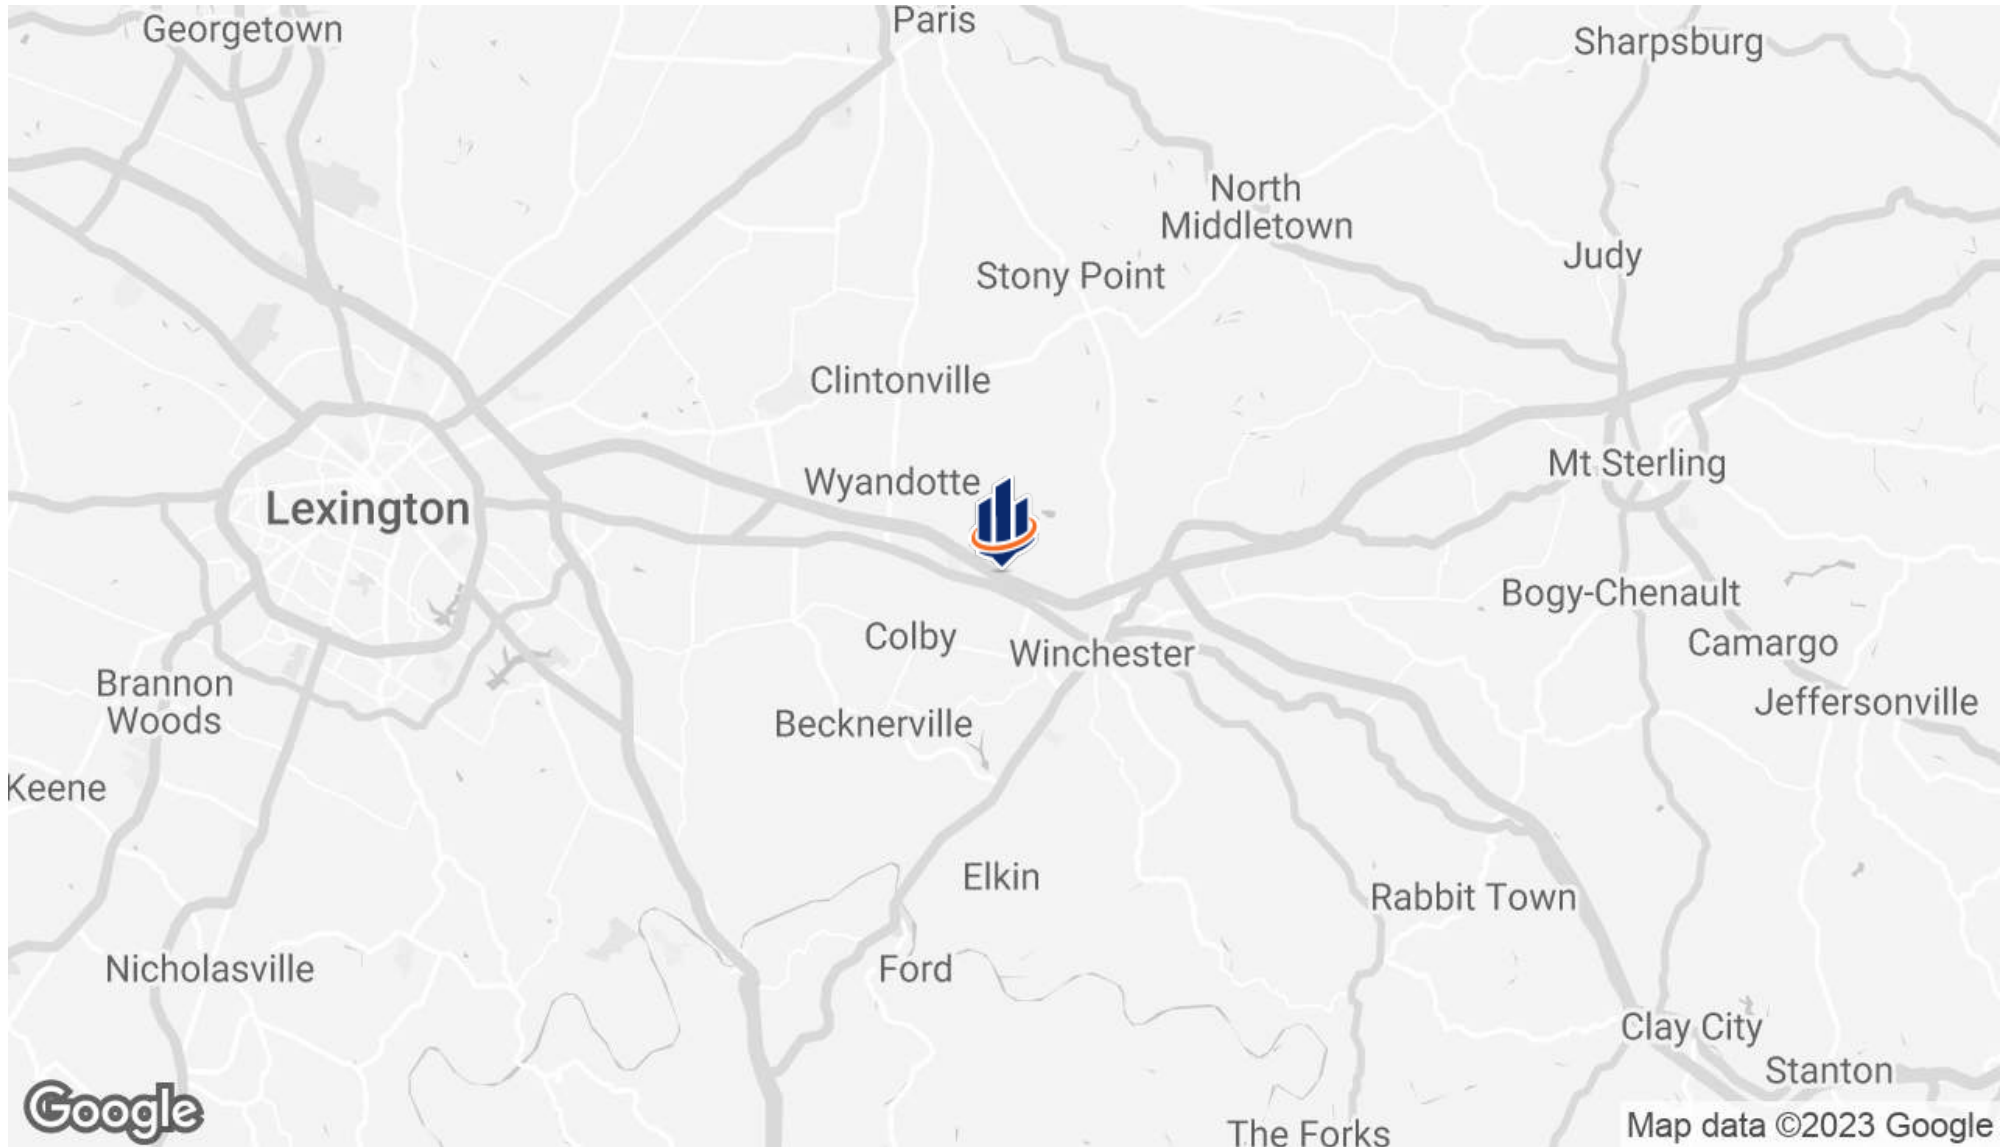 Georgetown
Paris
Sharpsburg
North
Middletown
Judy
Stony Point
Clintonville
Mt Sterling
Wyandotte
Lexington
Bogy-Chenault
Colby
Winchester
Camargo
Brannon
Woods
Jeffersonville
Becknerville
Keene
Elkin
Rabbit Town
Nicholasville
Ford
Clay City
Stanton
Google
The Forks
Map data ©2023 Google